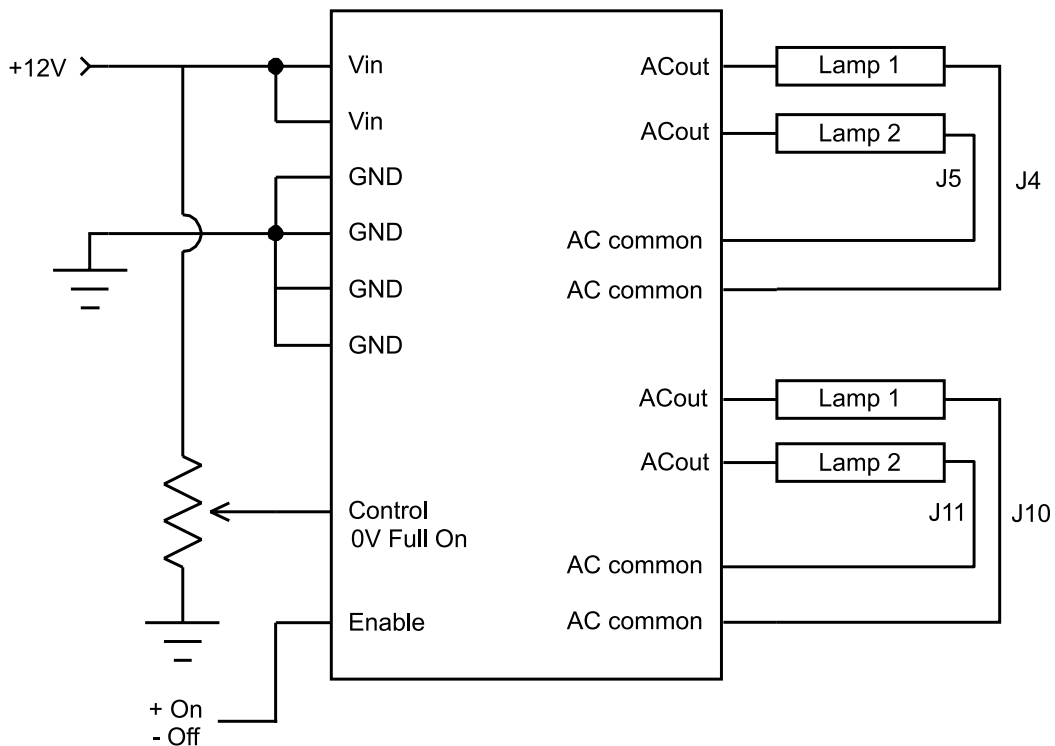 +12V
Vin
Vin
GND
GND
GND
GND
Control
0V Full On
Enable
+ On
- Off
ACout
Lamp 1
ACout
Lamp 2
J5
J4
AC common
AC common
ACout
Lamp 1
ACout
Lamp 2
J11
J10
AC common
AC common